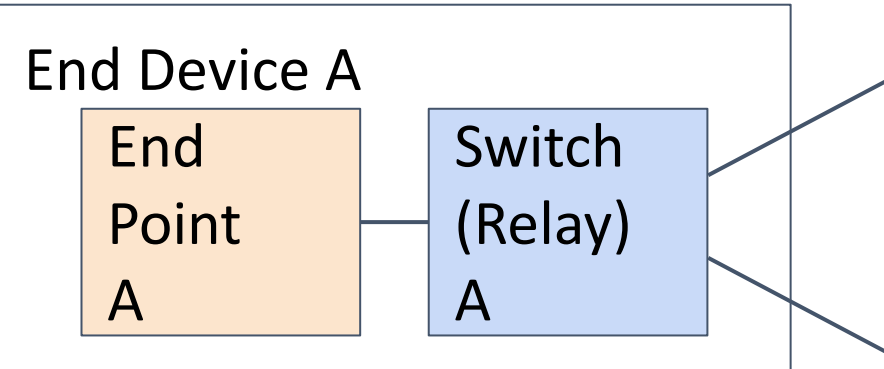 End Device A
End
Point
A
Switch
(Relay)
A